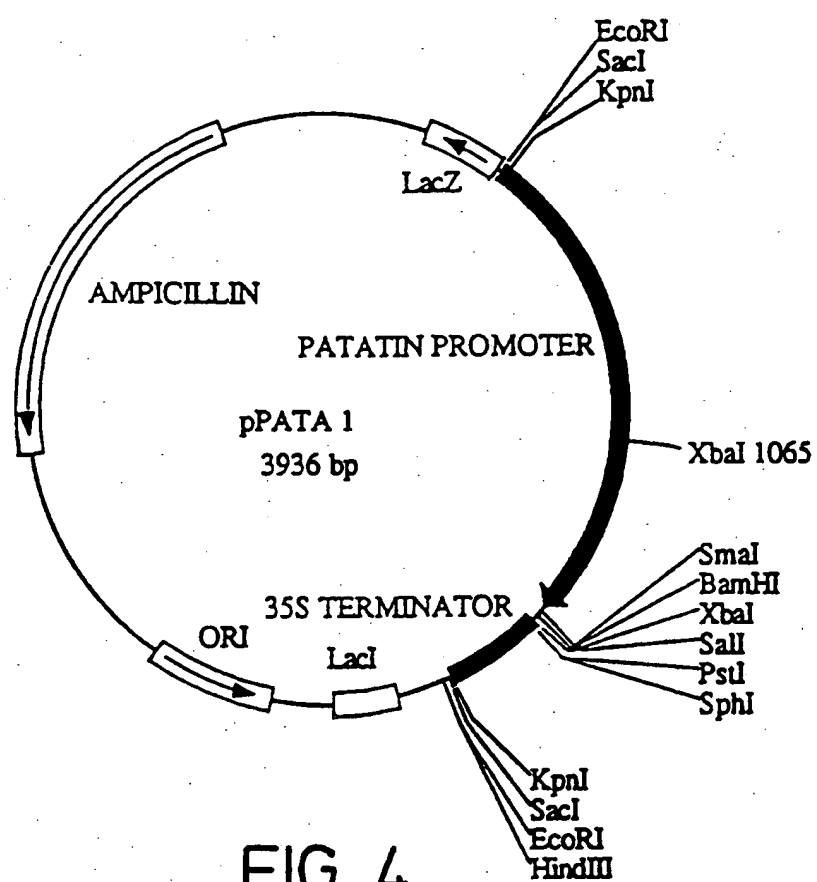 EcoRI
SacI
KpnI
LacZ
AMPICILLIN
PATATIN PROMOTER
pPATA 1
3936 bp
XbaI 1065
SmaI
BamHI
XbaI
SalI
PstI
SphI
35S TERMINATOR
ORI
LacI
KpnI
SacI
EcoRI
HindIII
FIG. 4